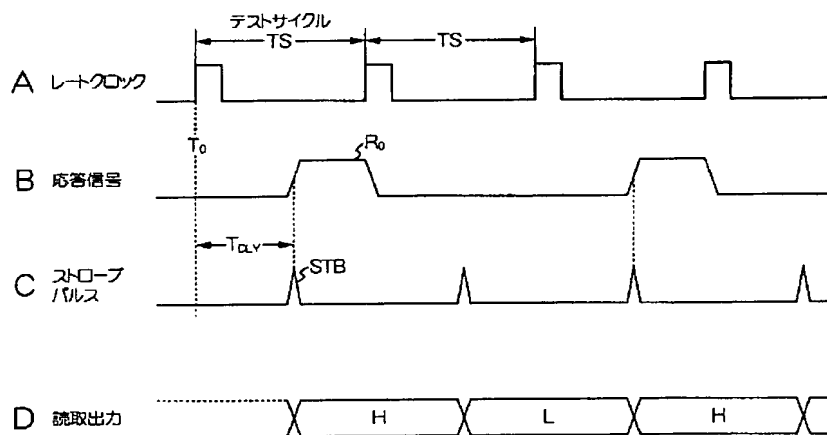 テストサイクル
TS TS
A レートクロック
T₀
R₀
B 応答信号
T_DLY
STB
C ストローブ
パルス
D 読取出力 H L H